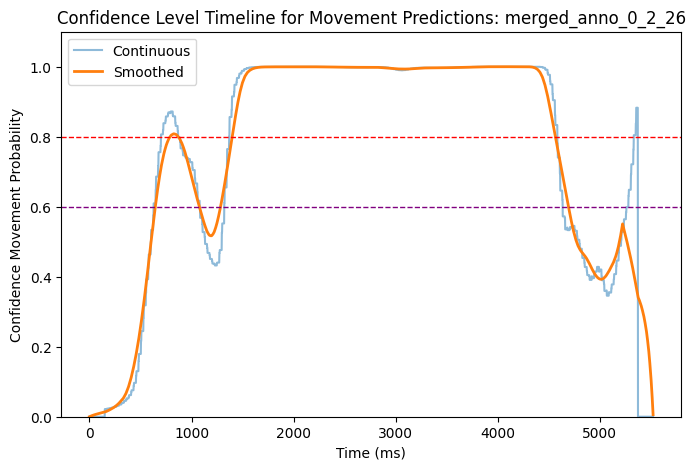 Confidence Level Timeline for Movement Predictions: merged_anno_0_2_26
Continuous
Smoothed
Confidence Movement Probability
1.0
0.8
0.6
0.4
0.2
0.0
0
1000
2000
3000
4000
5000
Time (ms)